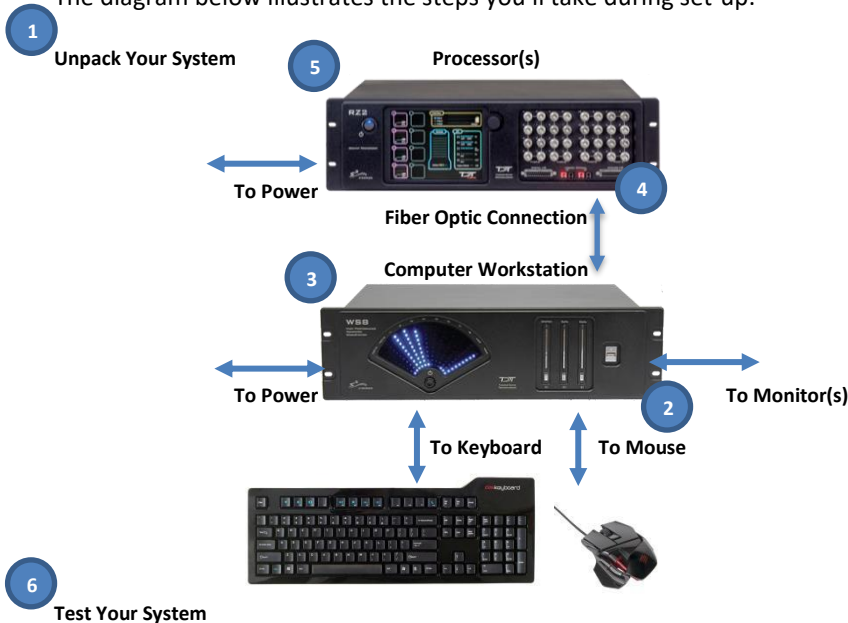 The diagram below illustrates the steps you'll take during set-up.
1
Unpack Your System
5
Processor(s)
RZ2
To Power
4
Fiber Optic Connection
3
Computer Workstation
WS8
To Power
2
To Monitor(s)
To Keyboard
To Mouse
6
Test Your System